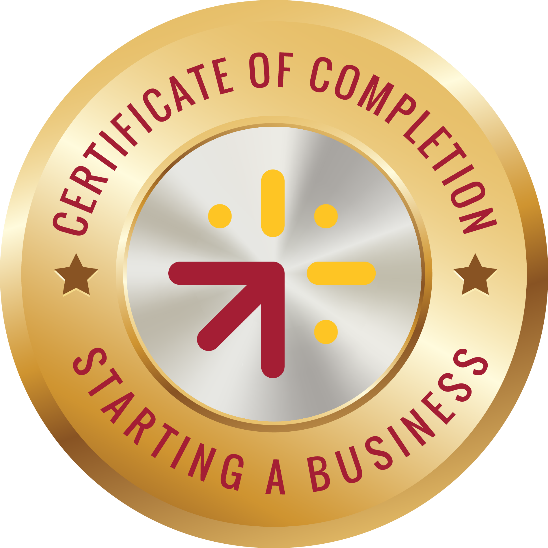 CERTIFICATE OF COMPLETION
STARTING A BUSINESS